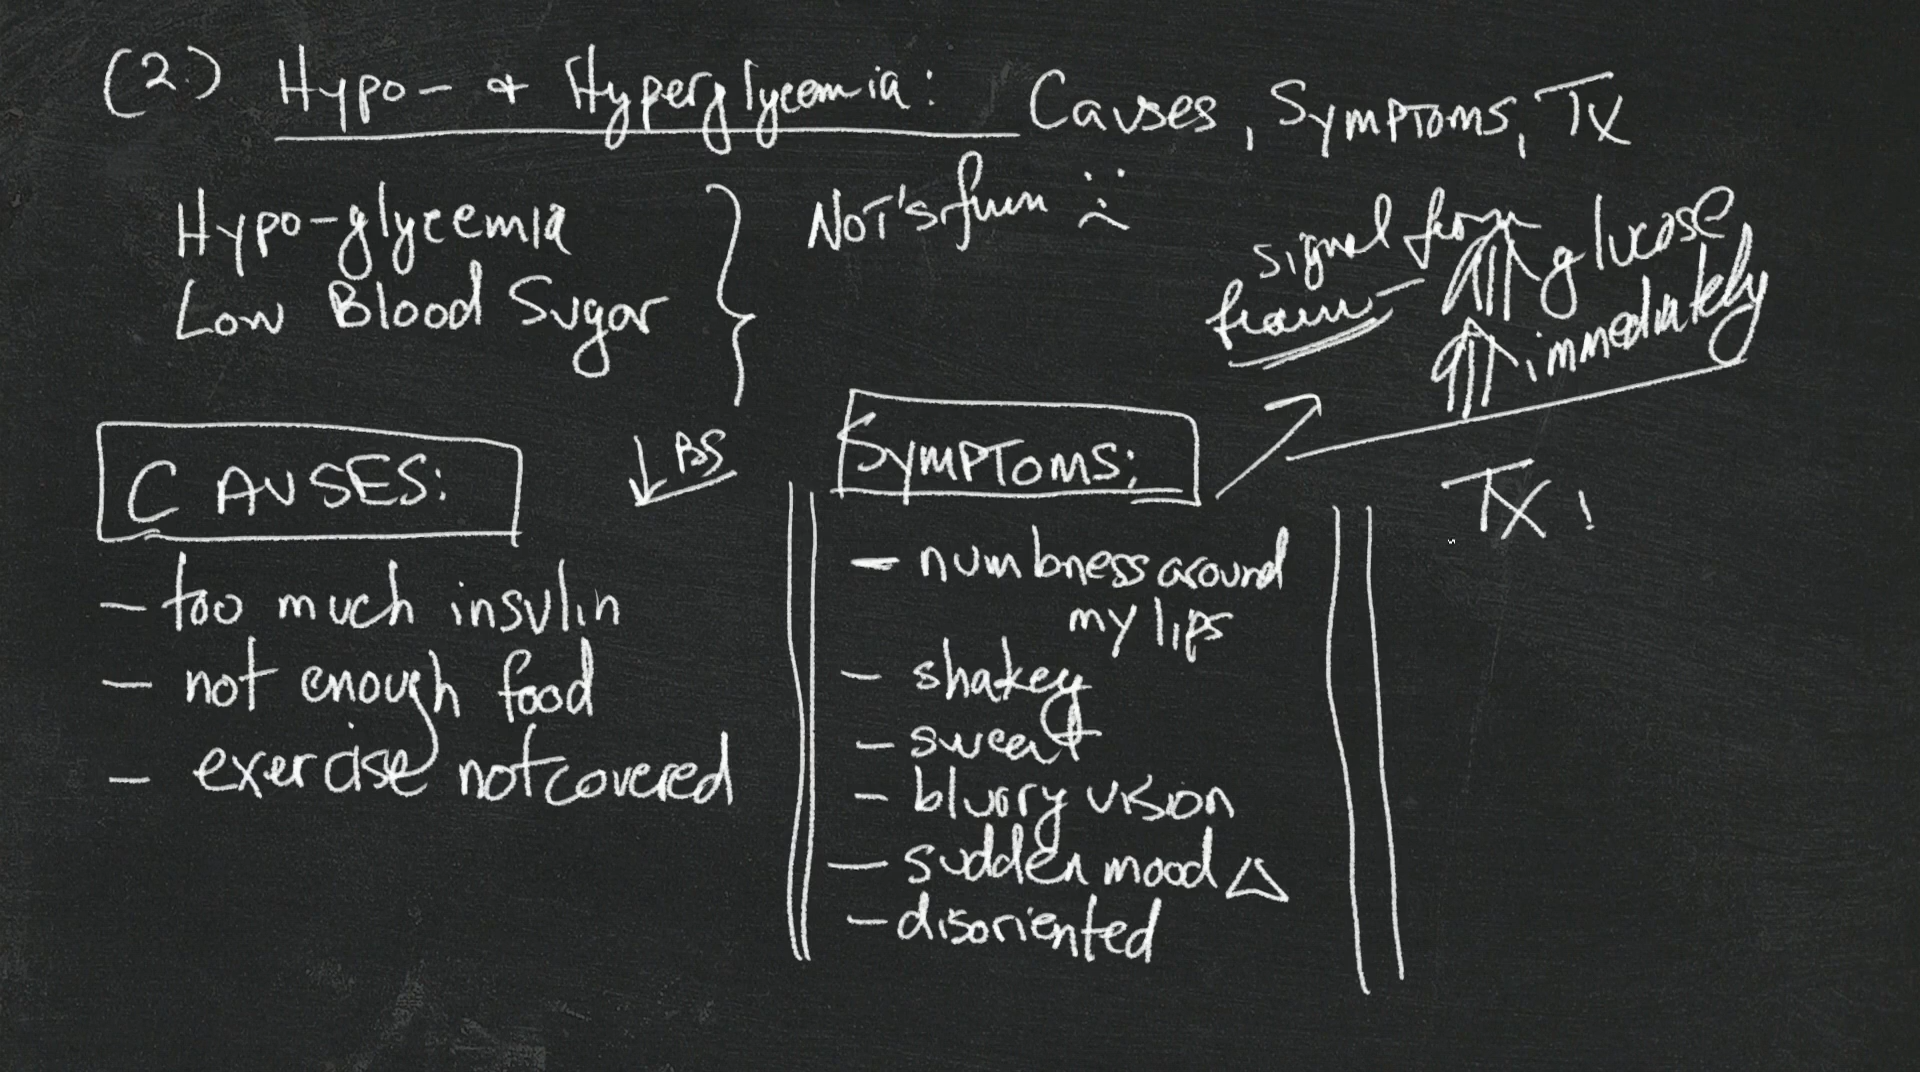 (2.) Hypo- & Hyperglycemia: Causes, Symptoms, Tx
Hypo-glycemia
Low Blood Sugar
NOT's fun :(
signal from
↑↑ glucose
↑↑ immediately
CAUSES:
↓ BS
- too much insulin
- not enough food
- exercise not covered
SYMPTOMS:
- numbness around
my lips
- shakey
- sweat
- blurry vision
- sudden mood Δ
- disoriented
Tx!